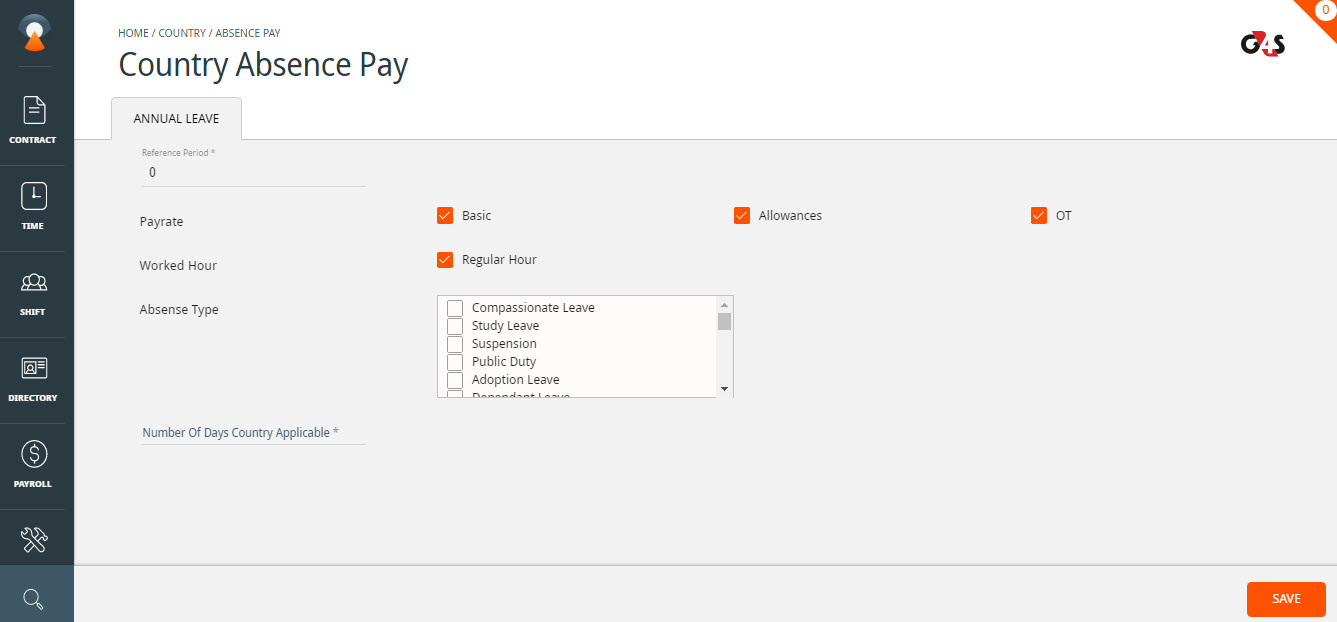 0
HOME / COUNTRY / ABSENCE PAY
Country Absence Pay
G4S
ANNUAL LEAVE
CONTRACT
TIME
SHIFT
DIRECTORY
PAYROLL
Reference Period *
0
Payrate
Basic
Allowances
OT
Worked Hour
Regular Hour
Absense Type
Compassionate Leave
Study Leave
Suspension
Public Duty
Adoption Leave
Dependant Leave
Number Of Days Country Applicable *
SAVE